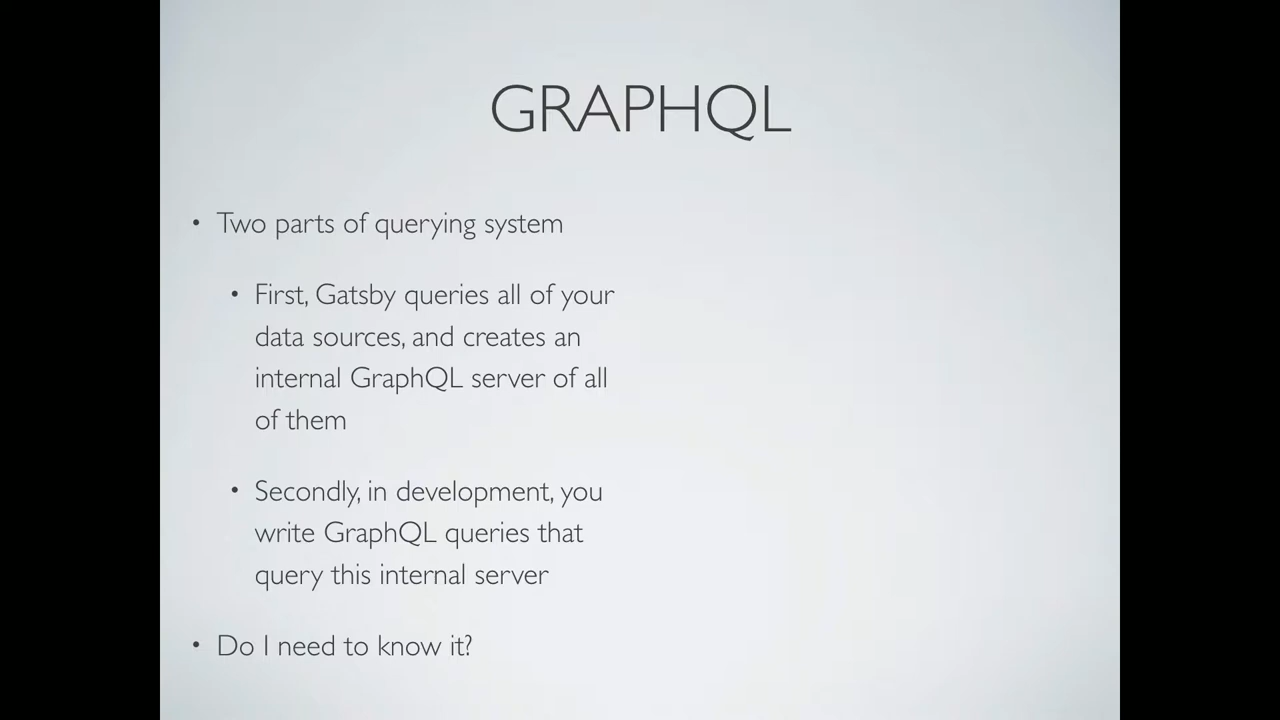 GRAPHQL
• Two parts of querying system
• First, Gatsby queries all of your
data sources, and creates an
internal GraphQL server of all
of them
• Secondly, in development, you
write GraphQL queries that
query this internal server
• Do I need to know it?